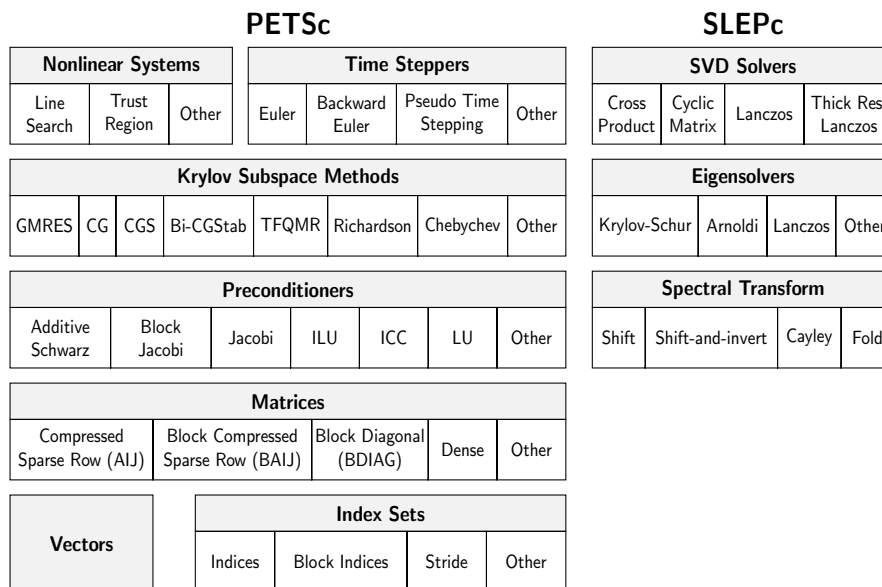 PETSc
SLEPc
Nonlinear Systems
Line Search
Trust Region
Other
Time Steppers
Euler
Backward Euler
Pseudo Time Stepping
Other
SVD Solvers
Cross Product
Cyclic Matrix
Lanczos
Thick Res
Lanczos
Krylov Subspace Methods
GMRES
CG
CGS
Bi-CGStab
TFQMR
Richardson
Chebychev
Other
Eigensolvers
Krylov-Schur
Arnoldi
Lanczos
Other
Preconditioners
Additive Schwarz
Block Jacobi
Jacobi
ILU
ICC
LU
Other
Spectral Transform
Shift
Shift-and-invert
Cayley
Fold
Matrices
Compressed Sparse Row (AIJ)
Block Compressed Sparse Row (BAIJ)
Block Diagonal (BDIAG)
Dense
Other
Vectors
Index Sets
Indices
Block Indices
Stride
Other